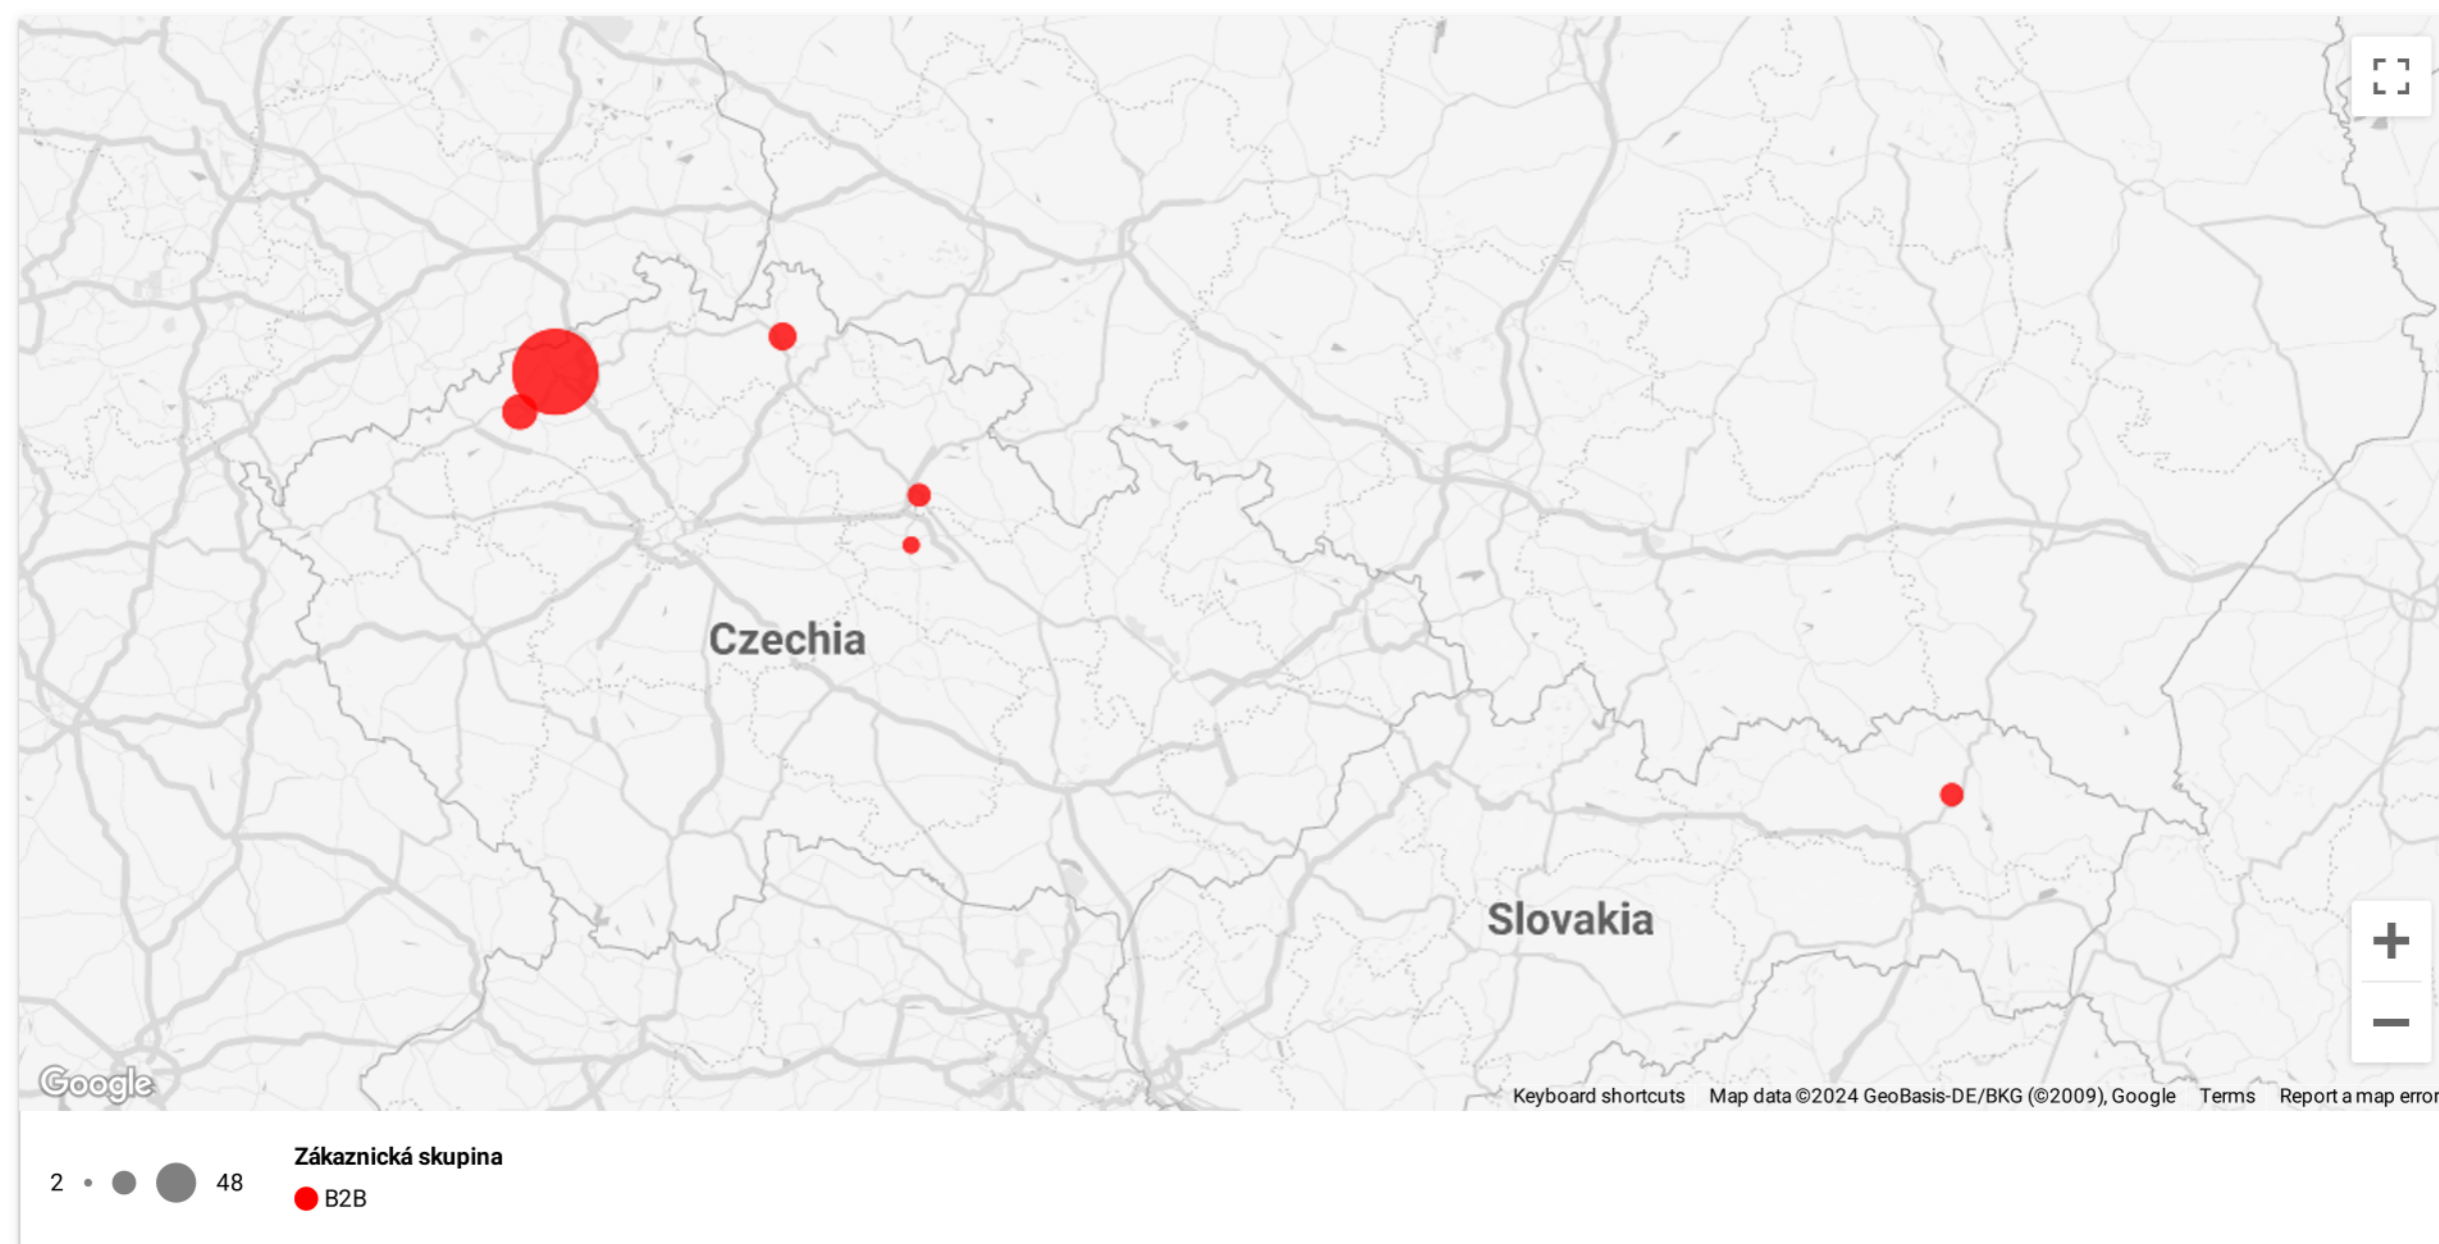 Czechia
Slovakia
Google
Keyboard shortcuts Map data ©2024 GeoBasis-DE/BKG (©2009), Google Terms Report a map error
Zákaznická skupina
2 48
B2B